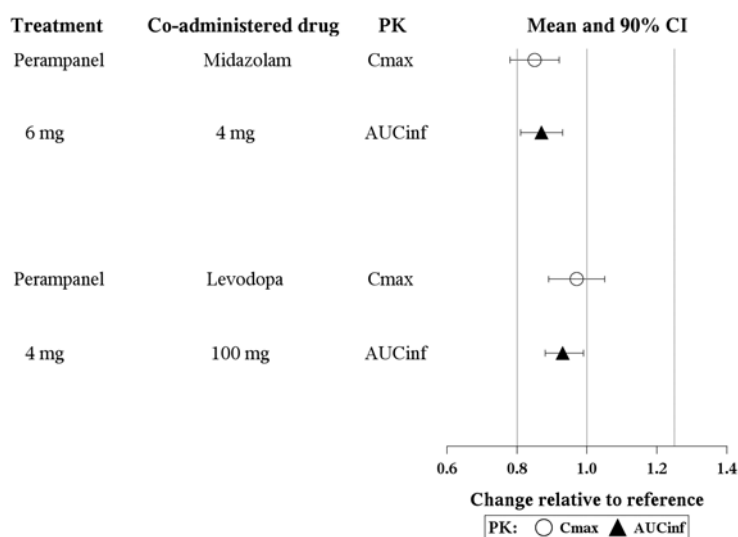 Treatment Co-administered drug PK Mean and 90% CI
Perampanel Midazolam Cmax
6 mg 4 mg AUCinf
Perampanel Levodopa Cmax
4 mg 100 mg AUCinf
0.6 0.8 1.0 1.2 1.4
Change relative to reference
PK: Cmax AUCinf